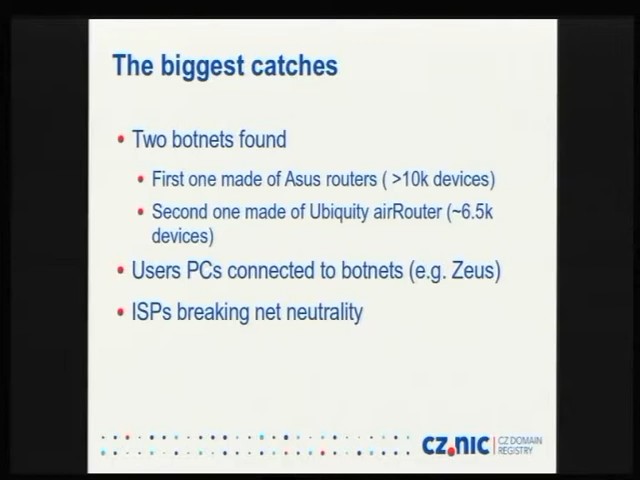 The biggest catches
Two botnets found
First one made of Asus routers ( >10k devices)
Second one made of Ubiquity airRouter (~6.5k
devices)
Users PCs connected to botnets (e.g. Zeus)
ISPs breaking net neutrality
CZ.NIC | CZ DOMAIN
REGISTRY